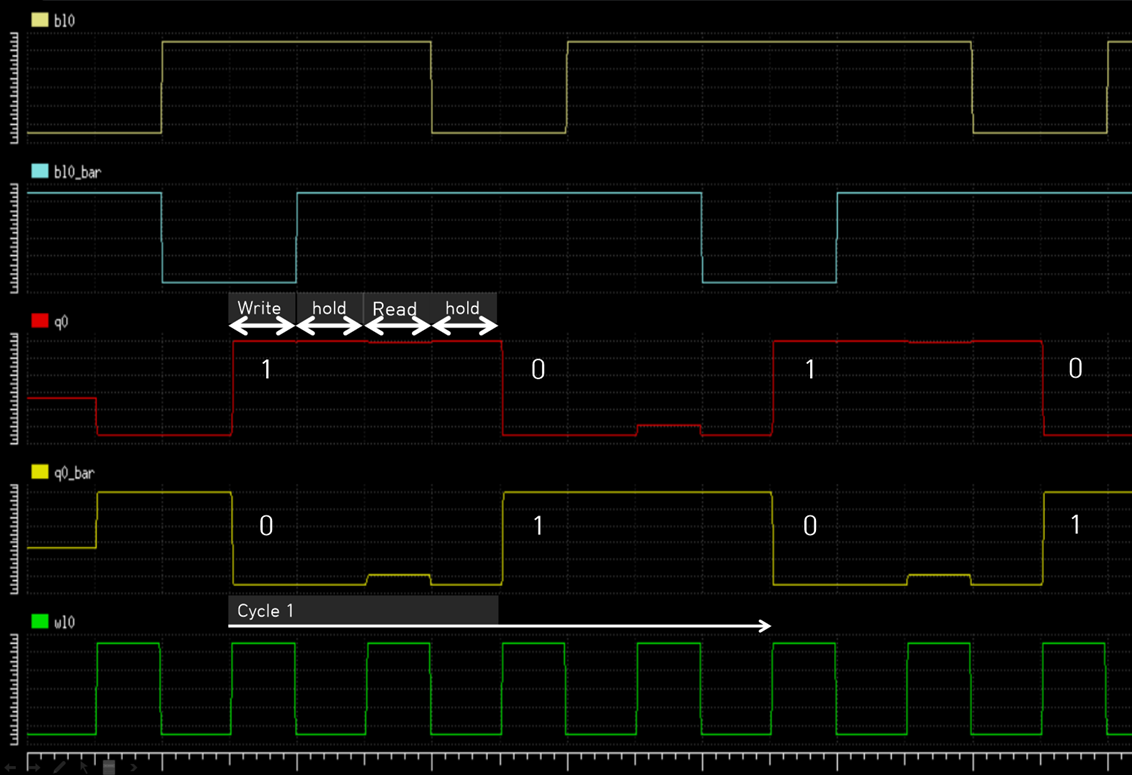 bl0
bl0_bar
Write hold Read hold
q0
1 0 1 0
q0_bar
0 1 0 1
Cycle 1
wl0